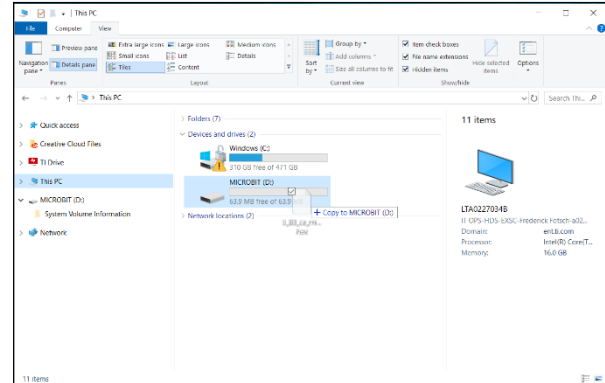 This PC
File Computer View
Navigation pane
Preview pane
Details pane
Panes
Extra large icons Large icons Medium icons
Small icons List Details
Tiles Content
Layout
Sort by
Group by
Add columns
Size all columns to fit
Current view
Item check boxes
File name extensions
Hidden items
Hide selected items
Show/hide
Options
This PC
Search Thi...
Quick access
Creative Cloud Files
TI Drive
This PC
MICROBIT (D:)
System Volume Information
Network
Folders (7)
Devices and drives (2)
Windows (C:)
310 GB free of 471 GB
MICROBIT (D:)
63.9 MB free of 63.9
Network locations (2)
+ Copy to MICROBIT (D:)
11 items
LTA0227034B
Domain: ent.ti.com
Processor: Intel(R) Core(T...
Memory: 16.0 GB
11 items